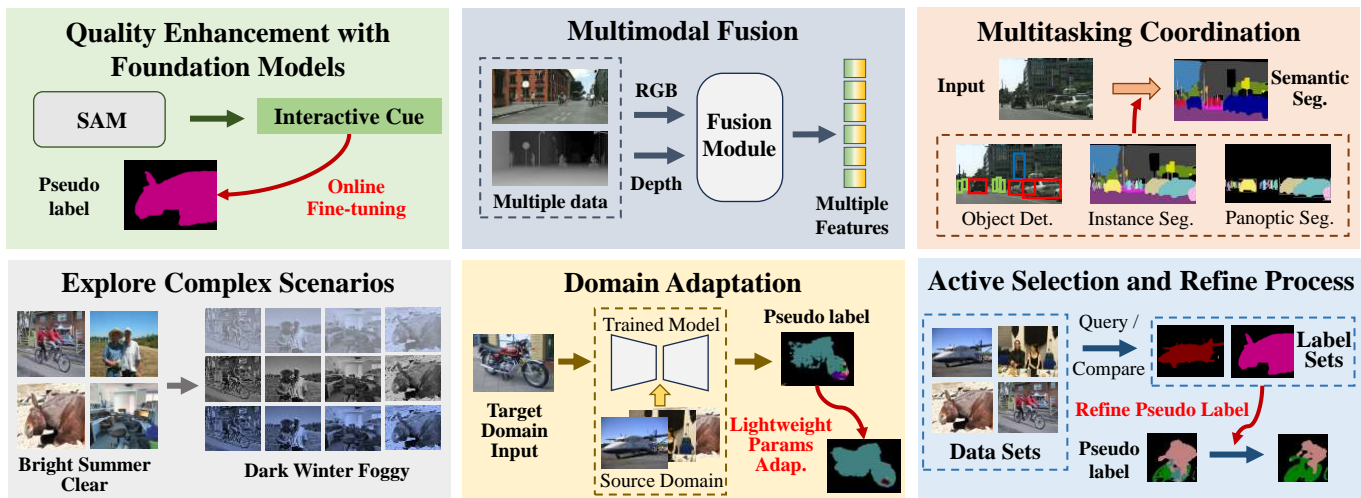 Quality Enhancement with
Foundation Models
SAM
Interactive Cue
Pseudo
label
Online
Fine-tuning
Multimodal Fusion
RGB
Depth
Multiple data
Fusion
Module
Multiple
Features
Multitasking Coordination
Input
Semantic
Seg.
Object Det.
Instance Seg.
Panoptic Seg.
Explore Complex Scenarios
Bright Summer
Clear
Dark Winter Foggy
Domain Adaptation
Trained Model
Pseudo label
Target
Domain
Input
Lightweight
Params
Adap.
Source Domain
Active Selection and Refine Process
Query /
Compare
Label
Sets
Refine Pseudo Label
Data Sets
Pseudo
label